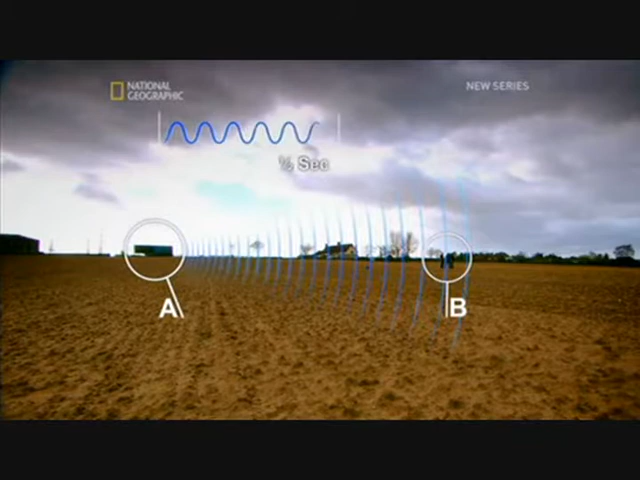 NATIONAL
GEOGRAPHIC
NEW SERIES
½ Sec
A
B